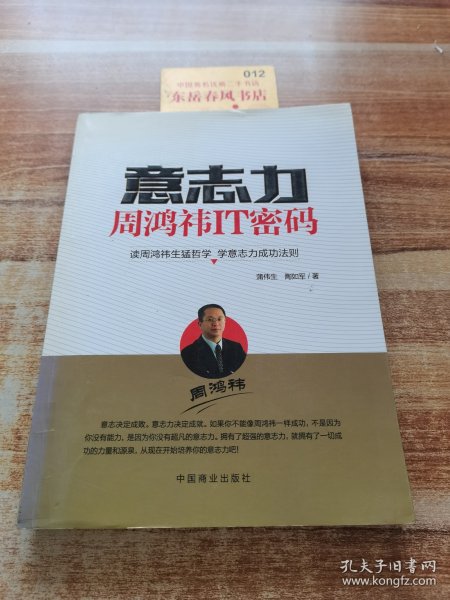 012
中国商报优质二手书店
东岳春风书店
意志力
周鸿祎IT密码
读周鸿祎生猛哲学 学意志力成功法则
蒲伟生 陶如军/著
周鸿祎
意志决定成败，意志力决定成就。如果你不能像周鸿祎一样成功，不是因为
你没有能力，是因为你没有超凡的意志力。拥有了超强的意志力，就拥有了一切成
功的力量和源泉，从现在开始培养你的意志力吧！
中国商业出版社
孔夫子旧书网
www.kongfz.com